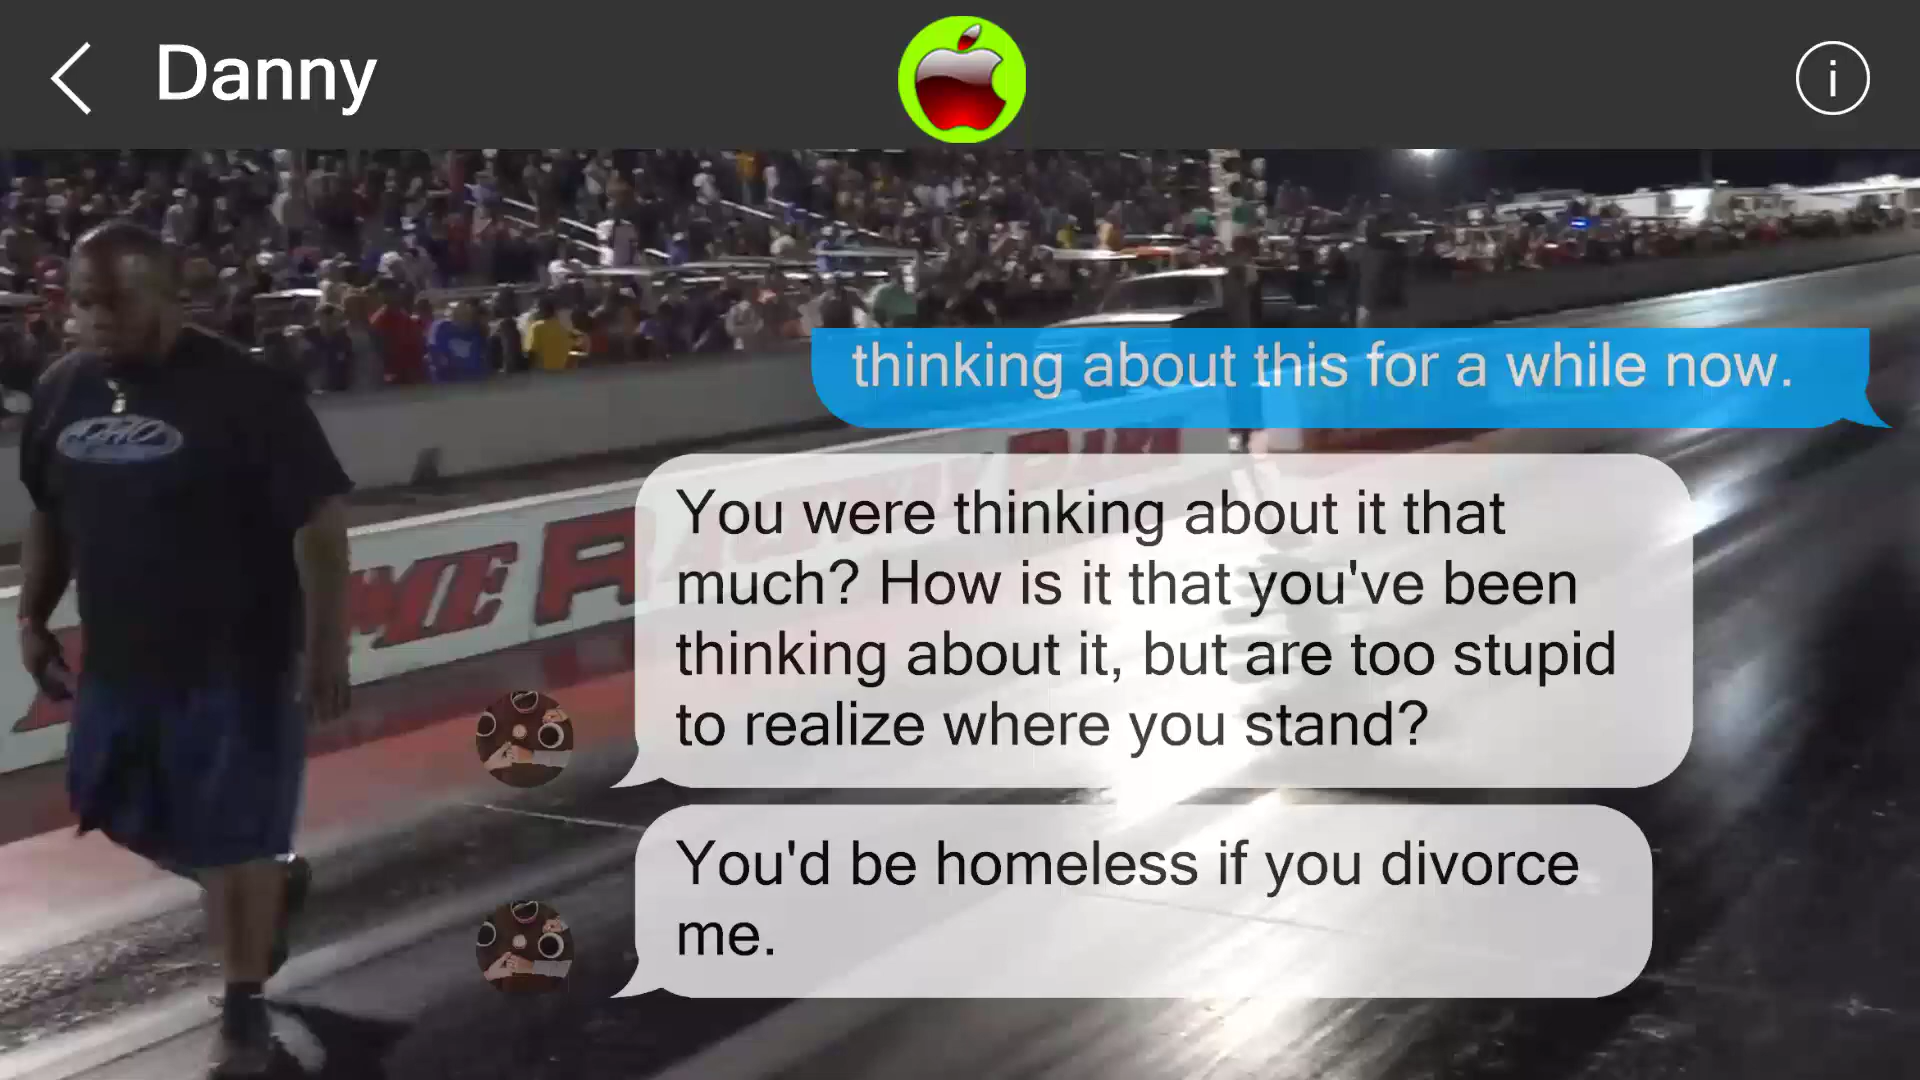 Danny
thinking about this for a while now.
You were thinking about it that
much? How is it that you've been
thinking about it, but are too stupid
to realize where you stand?
You'd be homeless if you divorce
me.